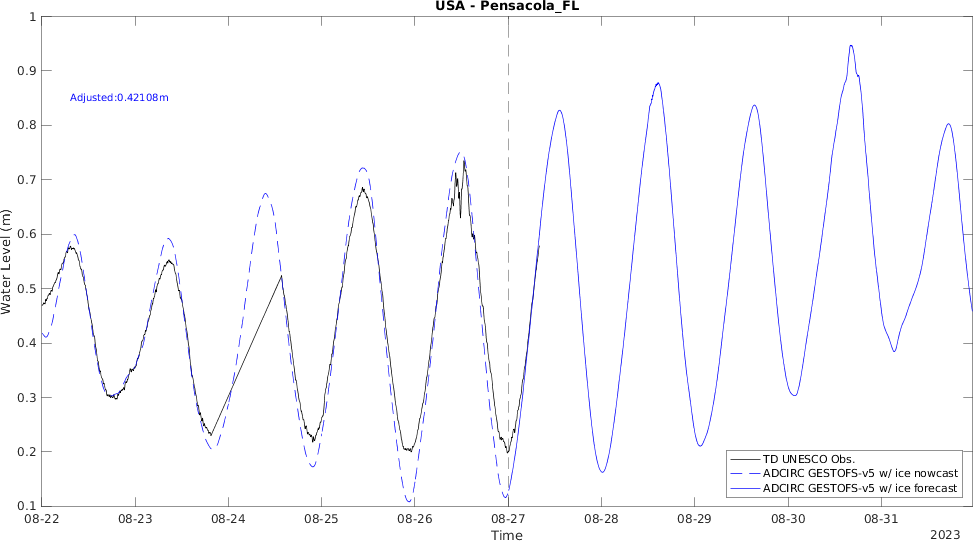 USA - Pensacola_FL
1
0.9
0.8
0.7
0.6
0.5
0.4
0.3
0.2
0.1
Water Level (m)
Adjusted:0.42108m
TD UNESCO Obs.
ADCIRC GESTOFS-v5 w/ ice nowcast
ADCIRC GESTOFS-v5 w/ ice forecast
08-22 08-23 08-24 08-25 08-26 08-27 08-28 08-29 08-30 08-31
Time
2023